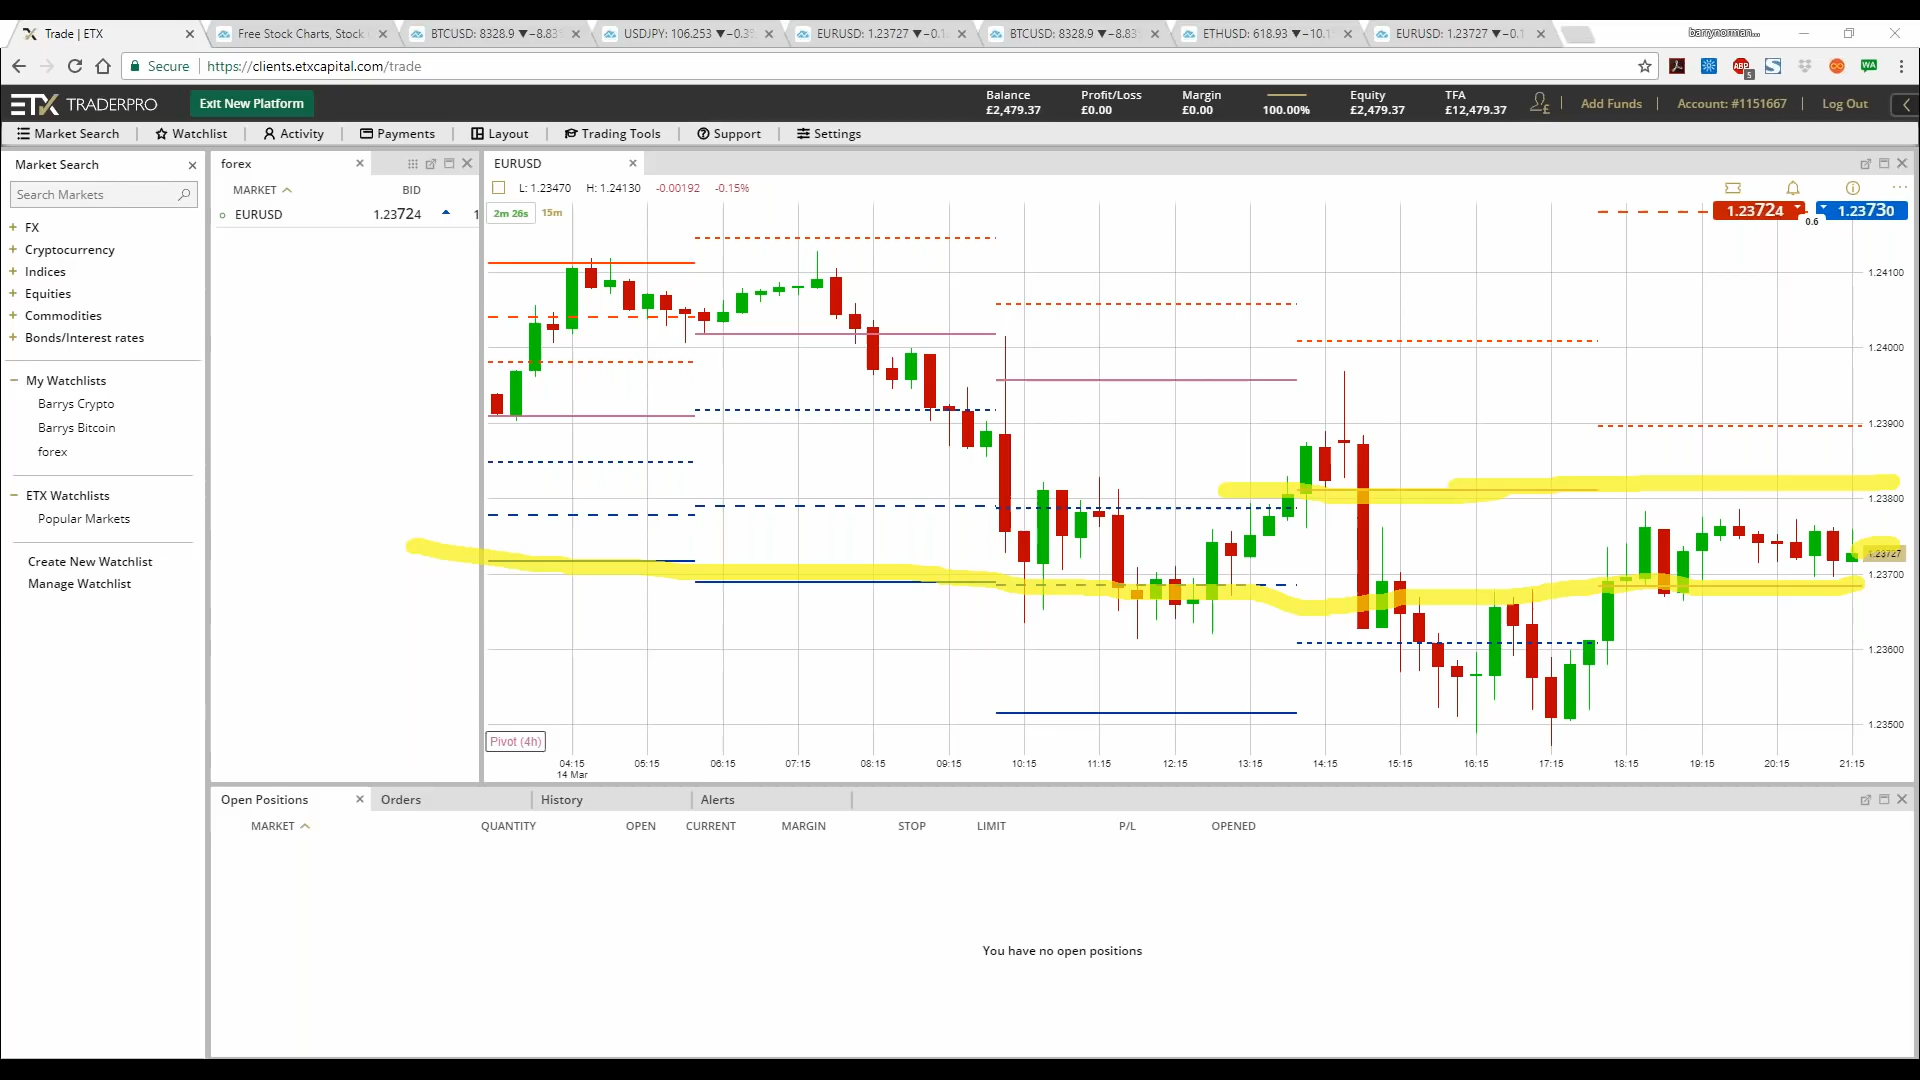 Trade | ETX
Free Stock Charts, Stock
BTCUSD: 8328.9 ▼−8.83
USDJPY: 106.253 ▼−0.3
EURUSD: 1.23727 ▼−0.1
BTCUSD: 8328.9 ▼−8.83
ETHUSD: 618.93 ▼−10.1
EURUSD: 1.23727 ▼−0.1
barrynorman...
Secure
https://clients.etxcapital.com/trade
ABP
5
WA
ETX TRADERPRO
Exit New Platform
Balance
£2,479.37
Profit/Loss
£0.00
Margin
£0.00
100.00%
Equity
£2,479.37
TFA
£12,479.37
Add Funds
Account: #1151667
Log Out
Market Search
Watchlist
Activity
Payments
Layout
Trading Tools
Support
Settings
Market Search
Search Markets
+ FX
+ Cryptocurrency
+ Indices
+ Equities
+ Commodities
+ Bonds/Interest rates
− My Watchlists
Barrys Crypto
Barrys Bitcoin
forex
− ETX Watchlists
Popular Markets
Create New Watchlist
Manage Watchlist
forex
MARKET
BID
EURUSD
1.23724
1
EURUSD
L: 1.23470 H: 1.24130 -0.00192 -0.15%
2m 26s
15m
1.23724
0.6
1.23730
1.24100
1.24000
1.23900
1.23800
1.23727
1.23700
1.23600
1.23500
Pivot (4h)
04:15 05:15 06:15 07:15 08:15 09:15 10:15 11:15 12:15 13:15 14:15 15:15 16:15 17:15 18:15 19:15 20:15 21:15
14 Mar
Open Positions
Orders
History
Alerts
MARKET QUANTITY OPEN CURRENT MARGIN STOP LIMIT P/L OPENED
You have no open positions